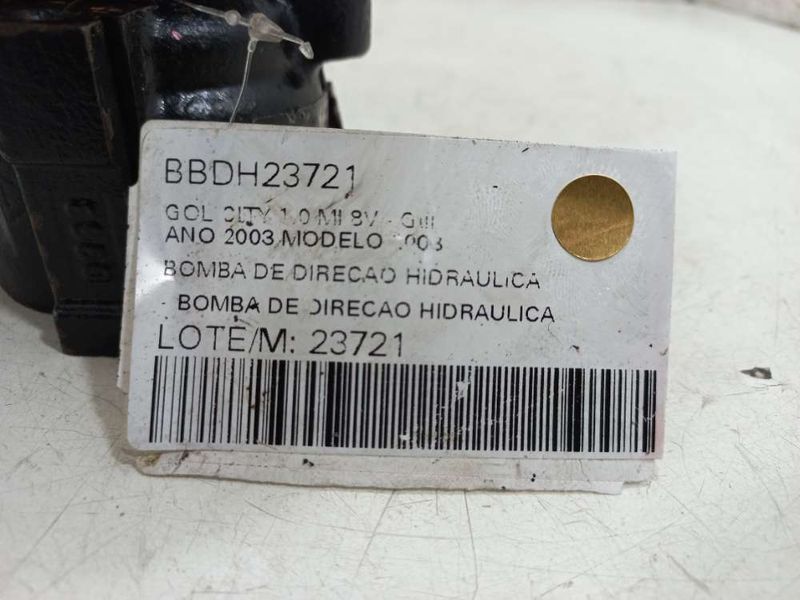 BBDH23721
GOL CITY 1.0 MI 8V - GIII
ANO 2003 MODELO 2003
BOMBA DE DIRECAO HIDRAULICA
- BOMBA DE DIRECAO HIDRAULICA
LOTE/M: 23721